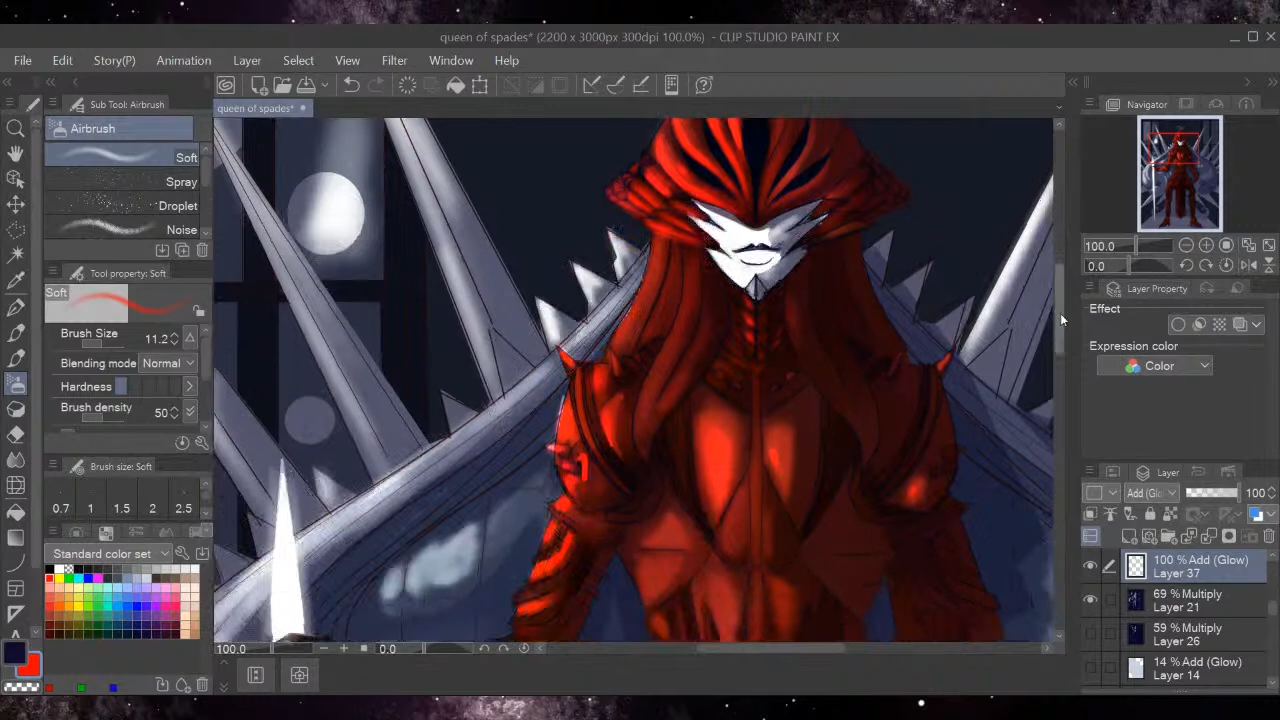 queen of spades* (2200 x 3000px 300dpi 100.0%) - CLIP STUDIO PAINT EX
File Edit Story(P) Animation Layer Select View Filter Window Help
queen of spades*
Sub Tool: Airbrush
Airbrush
Soft
Spray
Droplet
Noise
Tool property: Soft
Soft
Brush Size 11.2
Blending mode Normal
Hardness
Brush density 50
Brush size: Soft
0.7 1 1.5 2 2.5
Standard color set
100.0 0.0
Navigator
100.0
0.0
Layer Property
Effect
Expression color
Color
Layer
Add (Gl 100
100 % Add (Glow)
Layer 37
69 % Multiply
Layer 21
59 % Multiply
Layer 26
14 % Add (Glow)
Layer 14